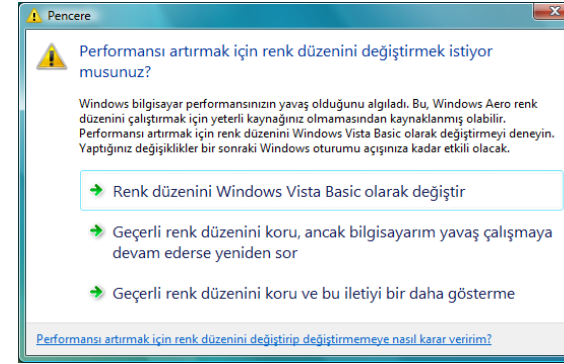 Pencere
Performansı artırmak için renk düzenini değiştirmek istiyor
musunuz?
Windows bilgisayar performansınızın yavaş olduğunu algıladı. Bu, Windows Aero renk
düzenini çalıştırmak için yeterli kaynağınız olmamasından kaynaklanmış olabilir.
Performansı artırmak için renk düzenini Windows Vista Basic olarak değiştirmeyi deneyin.
Yaptığınız değişiklikler bir sonraki Windows oturumu açışınıza kadar etkili olacak.
Renk düzenini Windows Vista Basic olarak değiştir
Geçerli renk düzenini koru, ancak bilgisayarım yavaş çalışmaya
devam ederse yeniden sor
Geçerli renk düzenini koru ve bu iletiyi bir daha gösterme
Performansı artırmak için renk düzenini değiştirip değiştirmemeye nasıl karar veririm?